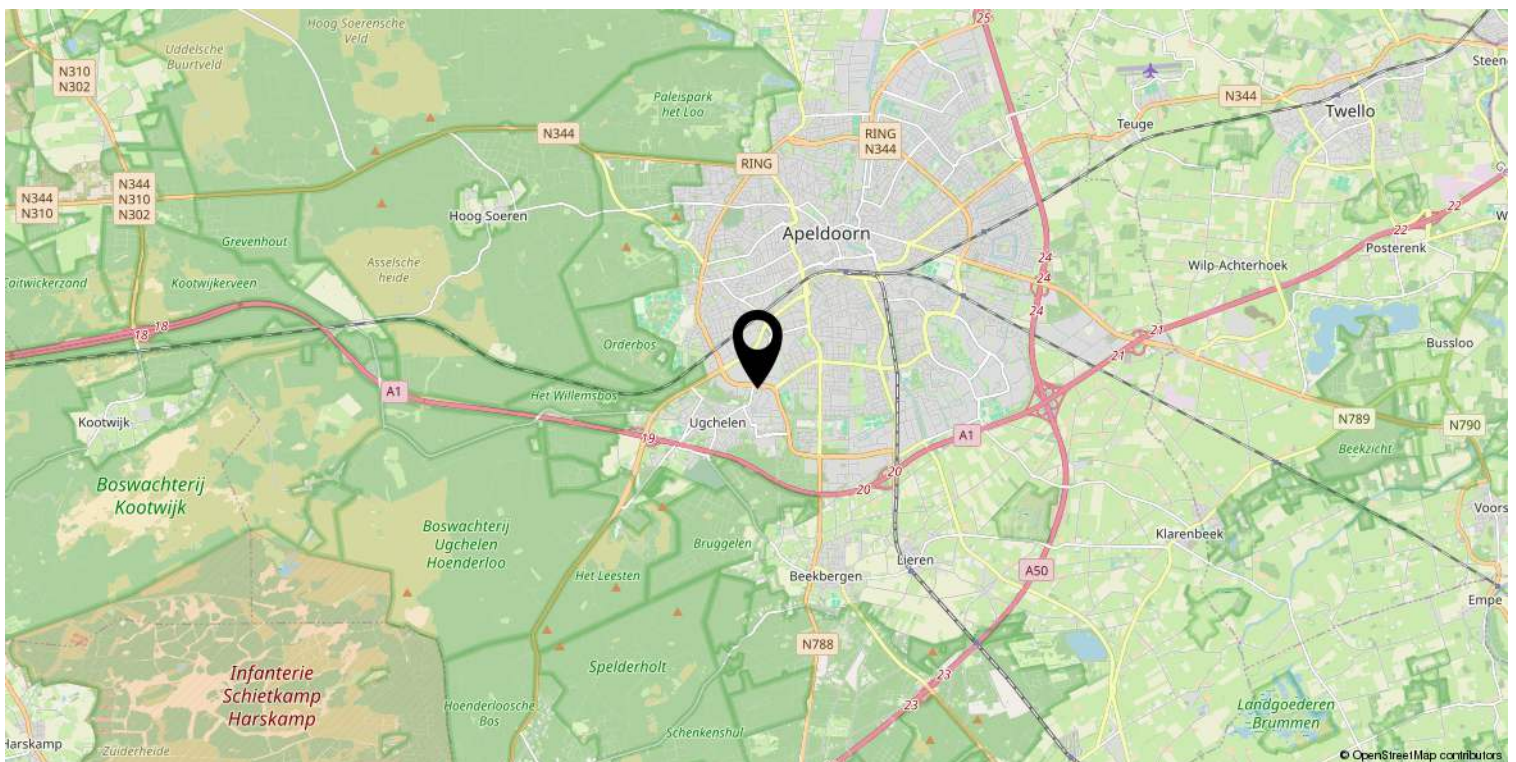 Hoog Soerensche
Veld
25
Uddelsche
Buurtveld
N310
N302
Steen
Paleispark
het Loo
N344
Twello
Teuge
N344
RING
N344
RING
N344
N310
N302
N344
N310
Hoog Soeren
22
22
Apeldoorn
Grevenhout
Posterenk
24
Wilp-Achterhoek
Asselsche
heide
Caitwickerzand
Kootwijkerveen
24
24
18
18
21
21
Orderbos
Bussloo
A1
Het Willemsbos
Kootwijk
Ugchelen
N789
N790
19
A1
Beekzicht
20
20
Boswachterij
Kootwijk
Voors
Boswachterij
Ugchelen
Hoenderloo
Klarenbeek
Bruggelen
Lieren
A50
Het Leesten
Beekbergen
Empe
N788
Infanterie
Schietkamp
Harskamp
Spelderholt
23
23
Hoenderloosche
Bos
Landgoederen
Brummen
Schenkenshul
Harskamp
Zuiderheide
© OpenStreetMap contributors